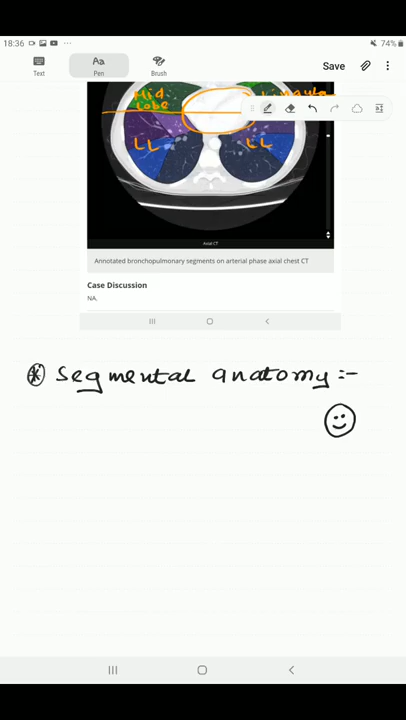 18:36
74%
Text
Aa
Pen
Brush
Save
Mid
lobe
Lingula
LL
LL
Axial CT
Annotated bronchopulmonary segments on arterial phase axial chest CT
Case Discussion
NA.
* Segmental anatomy :-